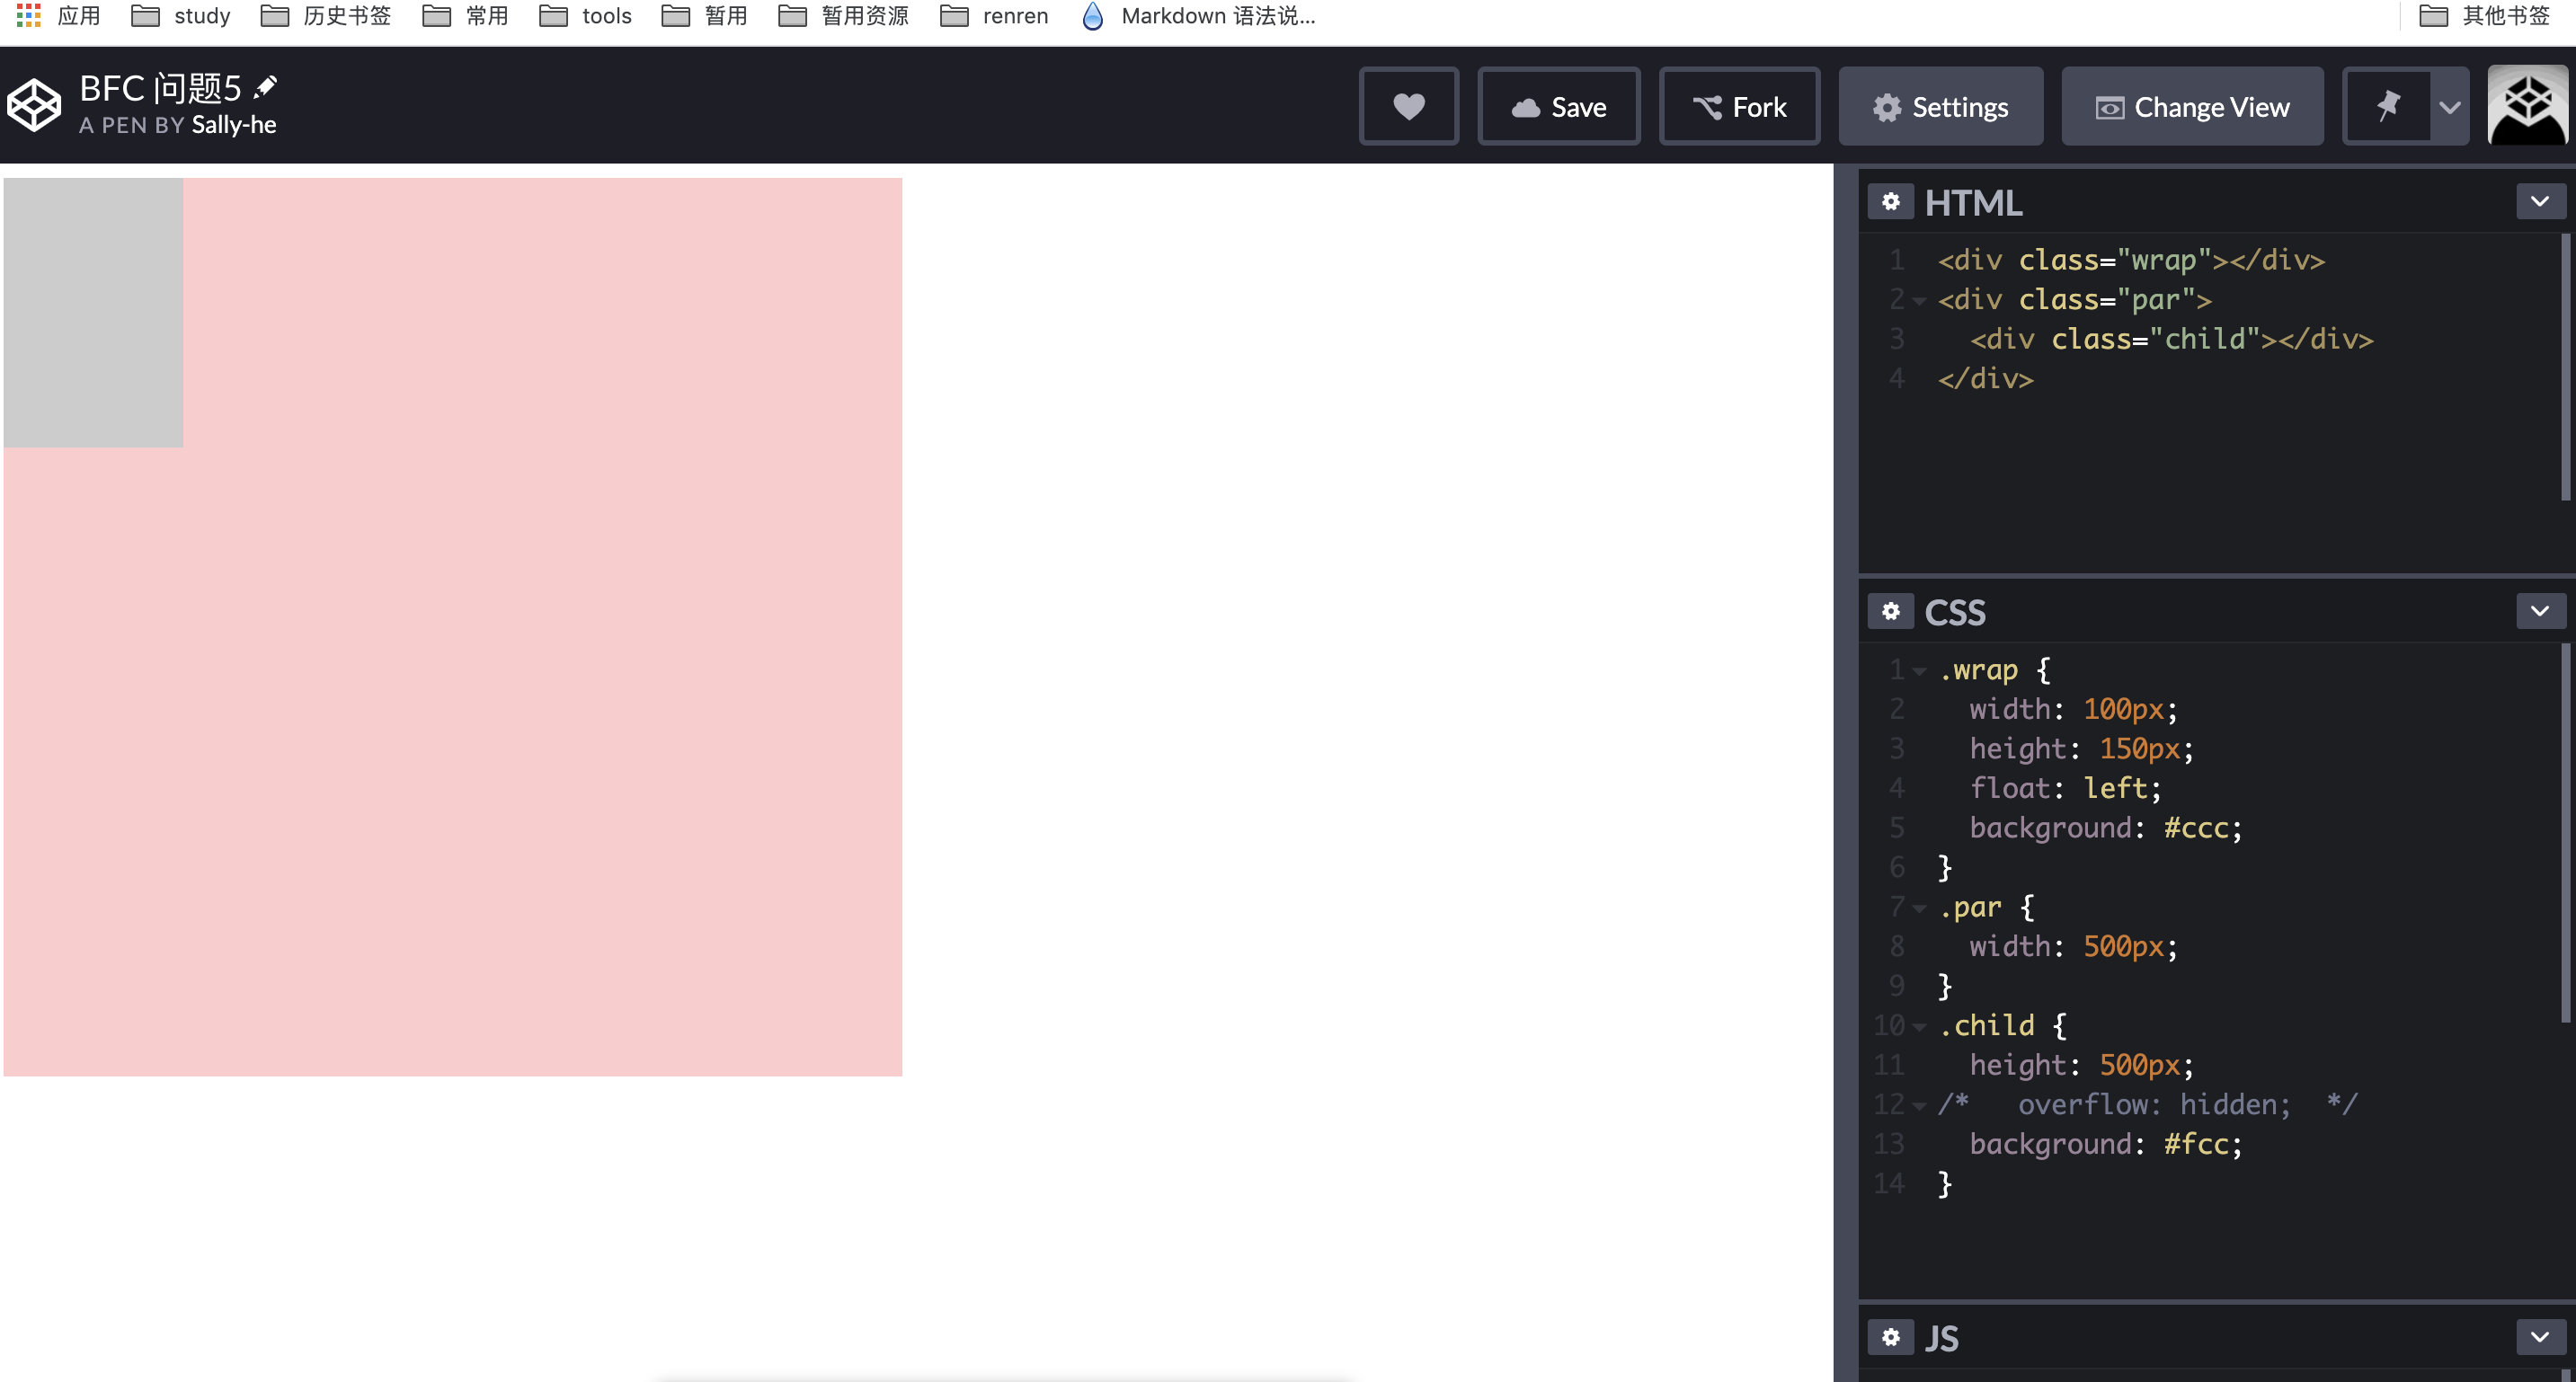 应用 study 历史书签 常用 tools 暂用 暂用资源 renren Markdown 语法说... 其他书签
BFC 问题5
A PEN BY Sally-he
Save Fork Settings Change View
HTML
1 <div class="wrap"></div>
2 <div class="par">
3 <div class="child"></div>
4 </div>
CSS
1 .wrap {
2 width: 100px;
3 height: 150px;
4 float: left;
5 background: #ccc;
6 }
7 .par {
8 width: 500px;
9 }
10 .child {
11 height: 500px;
12 /* overflow: hidden; */
13 background: #fcc;
14 }
JS